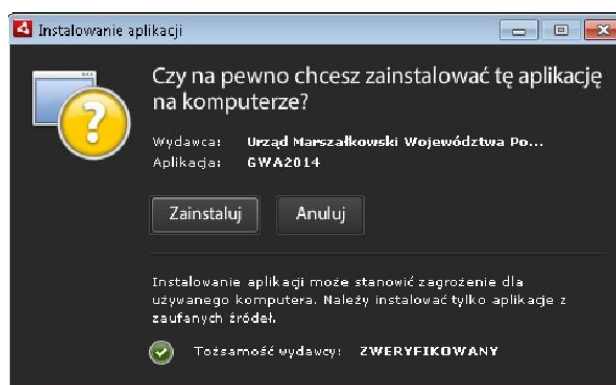 Instalowanie aplikacji
Czy na pewno chcesz zainstalować tę aplikację
na komputerze?
Wydawca: Urząd Marszałkowski Województwa Po...
Aplikacja: GWA2014
Zainstaluj Anuluj
Instalowanie aplikacji może stanowić zagrożenie dla
używanego komputera. Należy instalować tylko aplikacje z
zaufanych źródeł.
Tożsamość wydawcy: ZWERYFIKOWANY